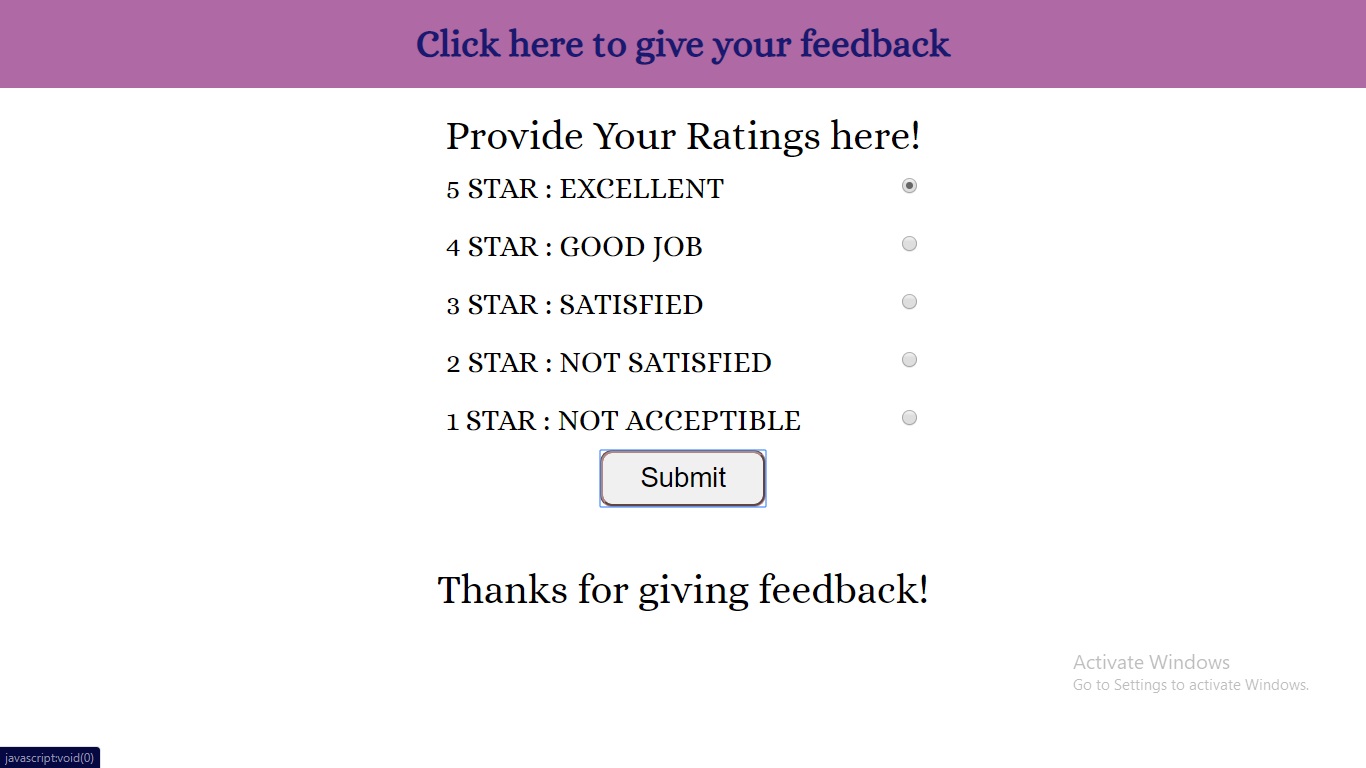 Click here to give your feedback
Provide Your Ratings here!
5 STAR : EXCELLENT
4 STAR : GOOD JOB
3 STAR : SATISFIED
2 STAR : NOT SATISFIED
1 STAR : NOT ACCEPTIBLE
Submit
Thanks for giving feedback!
Activate Windows
Go to Settings to activate Windows.
javascript:void(0)